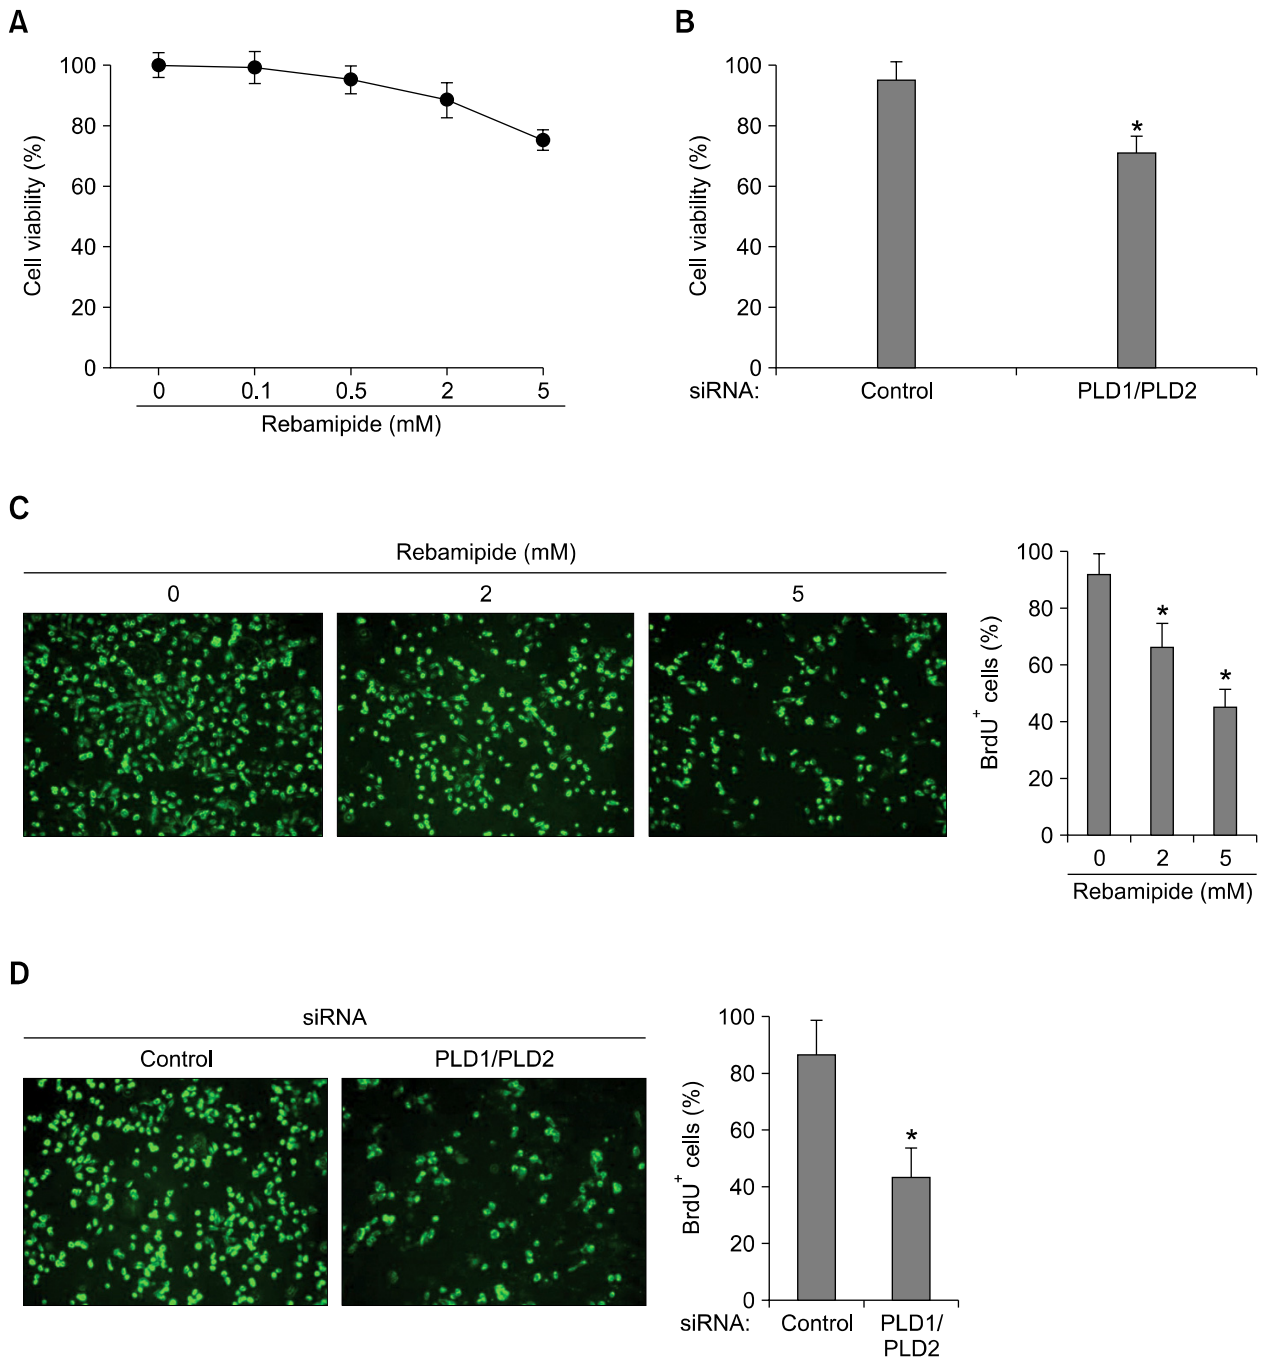 A
100
80
60
40
20
0
Cell viability (%)
0 0.1 0.5 2 5
Rebamipide (mM)
B
100
80
60
40
20
0
Cell viability (%)
*
siRNA: Control PLD1/PLD2
C
Rebamipide (mM)
0 2 5
100
80
60
40
20
0
BrdU+ cells (%)
*
*
0 2 5
Rebamipide (mM)
D
siRNA
Control PLD1/PLD2
100
80
60
40
20
0
BrdU+ cells (%)
*
siRNA: Control PLD1/
PLD2